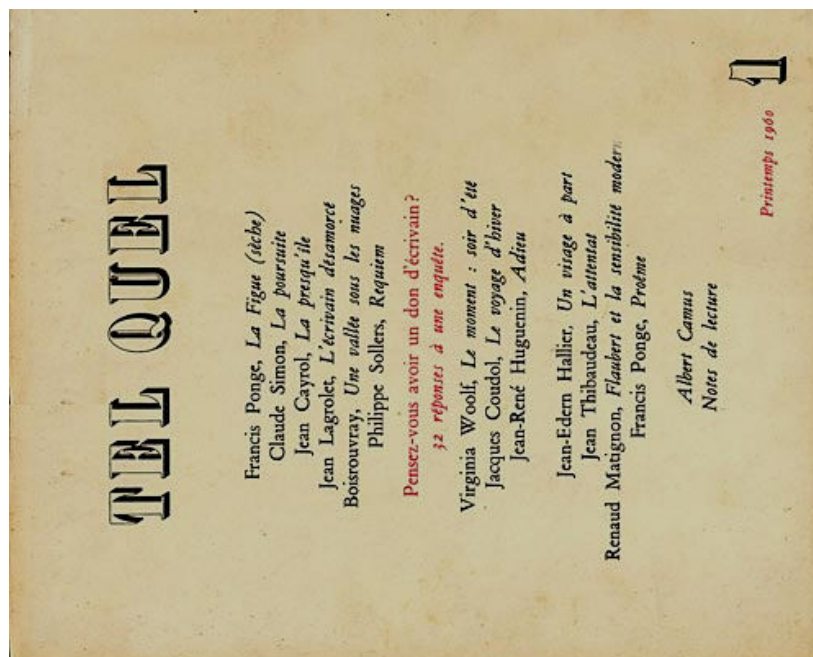 TEL QUEL
Francis Ponge, La Figue (sèche)
Claude Simon, La poursuite
Jean Cayrol, La presqu'île
Jean Lagrolet, L'écrivain désamorcé
Boisrouvray, Une vallée sous les nuages
Philippe Sollers, Requiem
Pensez-vous avoir un don d'écrivain?
32 réponses à une enquête.
Virginia Woolf, Le moment : soir d'été
Jacques Coudol, Le voyage d'hiver
Jean-René Huguenin, Adieu
Jean-Edern Hallier, Un visage à part
Jean Thibaudeau, L'attentat
Renaud Matignon, Flaubert et la sensibilité modern
Francis Ponge, Proême
Albert Camus
Notes de lecture
Printemps 1960
1